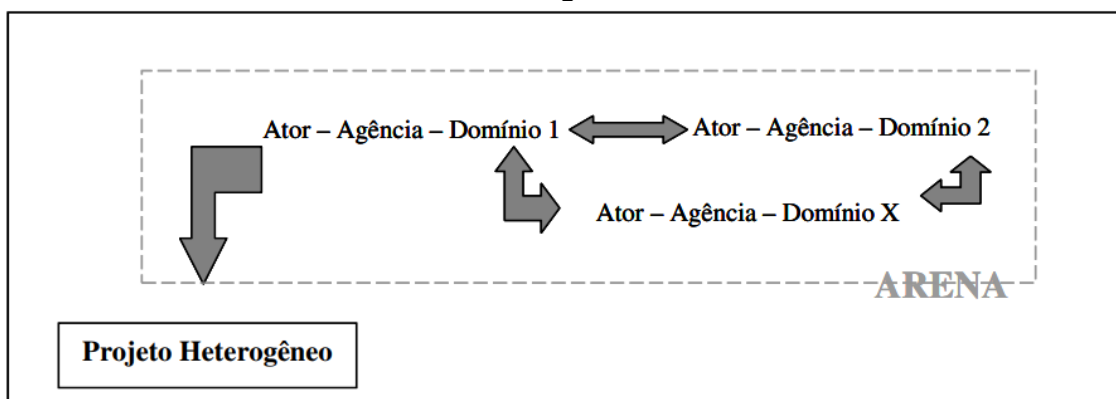 Ator – Agência – Domínio 1
Ator – Agência – Domínio 2
Ator – Agência – Domínio X
ARENA
Projeto Heterogêneo